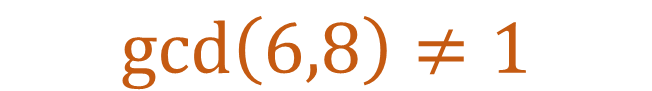 gcd(6,8) ≠ 1